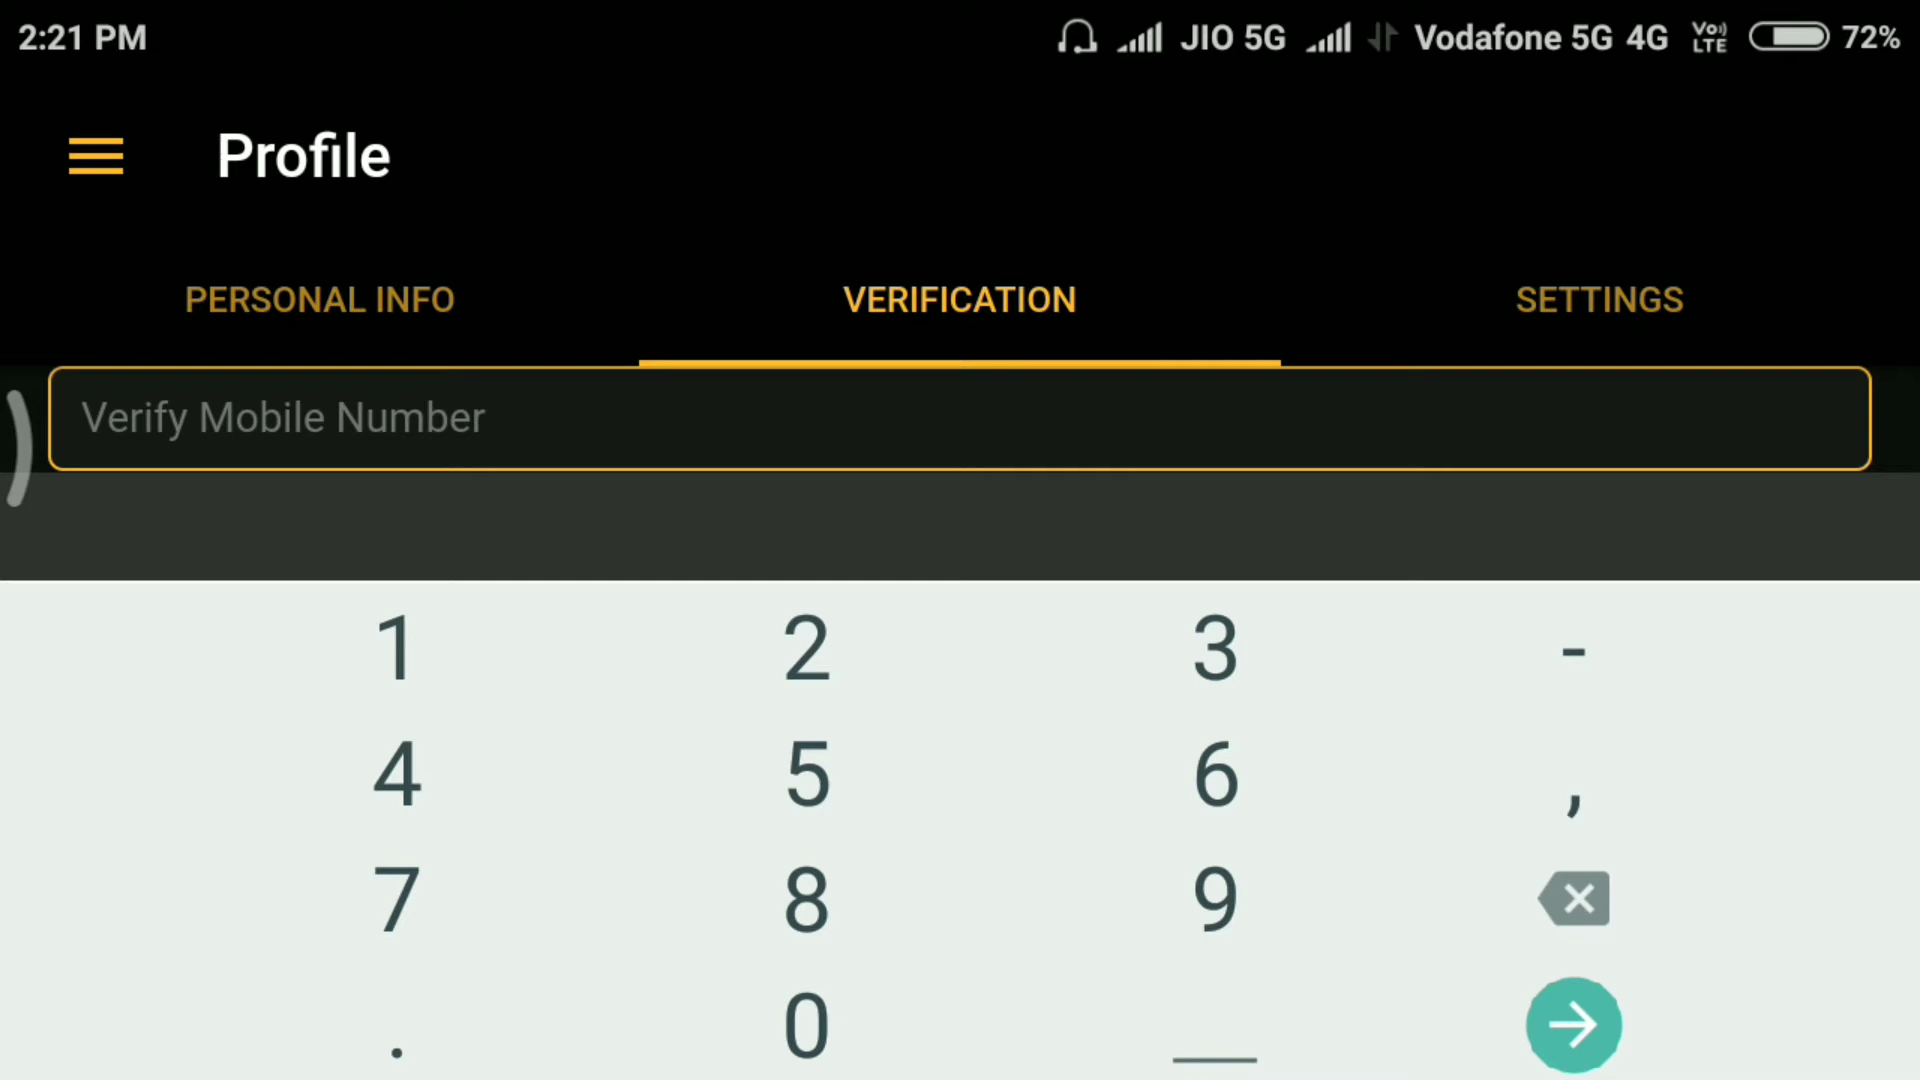 2:21 PM JIO 5G Vodafone 5G 4G Vo)) LTE 72%
Profile
PERSONAL INFO VERIFICATION SETTINGS
Verify Mobile Number
1 2 3 -
4 5 6 ,
7 8 9
. 0